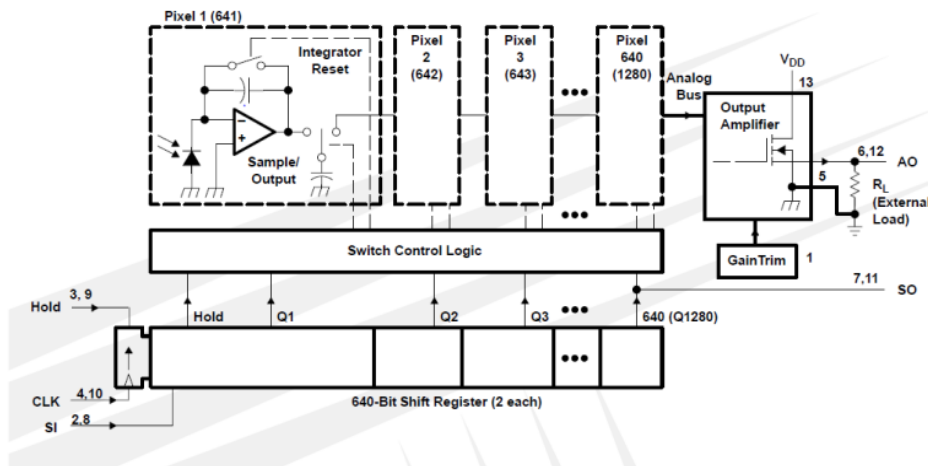 Pixel 1 (641)
Integrator
Reset
−
+
Sample/
Output
Pixel
2
(642)
Pixel
3
(643)
•••
Pixel
640
(1280)
Analog
Bus
VDD
13
Output
Amplifier
6,12
AO
5
RL
(External
Load)
GainTrim
1
•••
Switch Control Logic
7,11
SO
Hold
3, 9
Hold
Q1
Q2
Q3
•••
640 (Q1280)
•••
CLK
4,10
640-Bit Shift Register (2 each)
SI
2,8